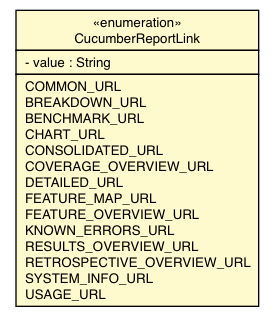 «enumeration»
CucumberReportLink
- value : String
COMMON_URL
BREAKDOWN_URL
BENCHMARK_URL
CHART_URL
CONSOLIDATED_URL
COVERAGE_OVERVIEW_URL
DETAILED_URL
FEATURE_MAP_URL
FEATURE_OVERVIEW_URL
KNOWN_ERRORS_URL
RESULTS_OVERVIEW_URL
RETROSPECTIVE_OVERVIEW_URL
SYSTEM_INFO_URL
USAGE_URL